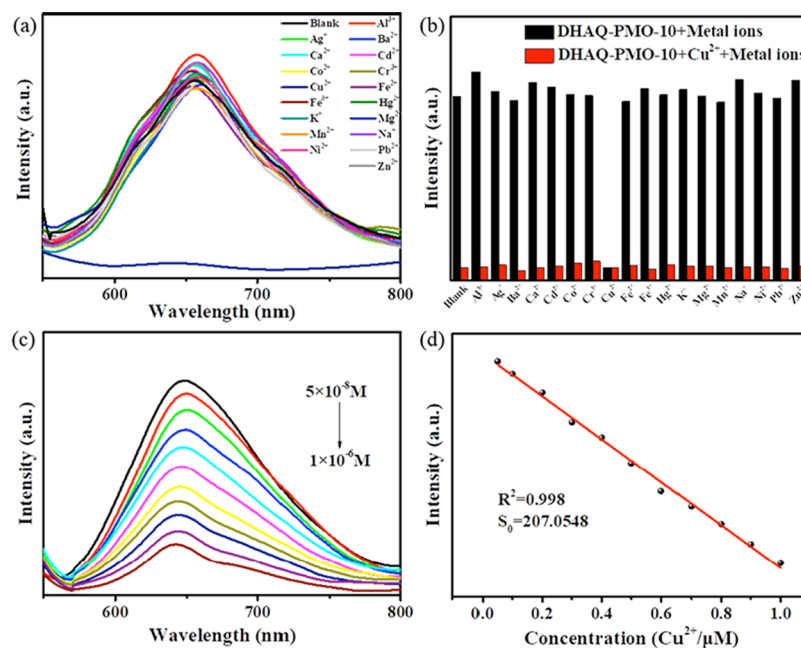 (a)
Intensity (a.u.)
Blank
Al³⁺
Ag⁺
Ba²⁺
Ca²⁺
Cd²⁺
Co²⁺
Cr³⁺
Cu²⁺
Fe²⁺
Fe³⁺
Hg²⁺
K⁺
Mg²⁺
Mn²⁺
Na⁺
Ni²⁺
Pb²⁺
Zn²⁺
600
700
800
Wavelength (nm)
(b)
Intensity (a.u.)
DHAQ-PMO-10+Metal ions
DHAQ-PMO-10+Cu²⁺+Metal ions
Blank
Al³⁺
Ag⁺
Ba²⁺
Ca²⁺
Cd²⁺
Co²⁺
Cr³⁺
Cu²⁺
Hg²⁺
K⁺
Mg²⁺
Mn²⁺
Na⁺
Ni²⁺
Pb²⁺
(c)
Intensity (a.u.)
5×10⁻⁸M
1×10⁻⁶M
600
700
800
Wavelength (nm)
(d)
Intensity (a.u.)
R²=0.998
S₀=207.0548
0.0
0.2
0.4
0.6
0.8
1.0
Concentration (Cu²⁺/μM)